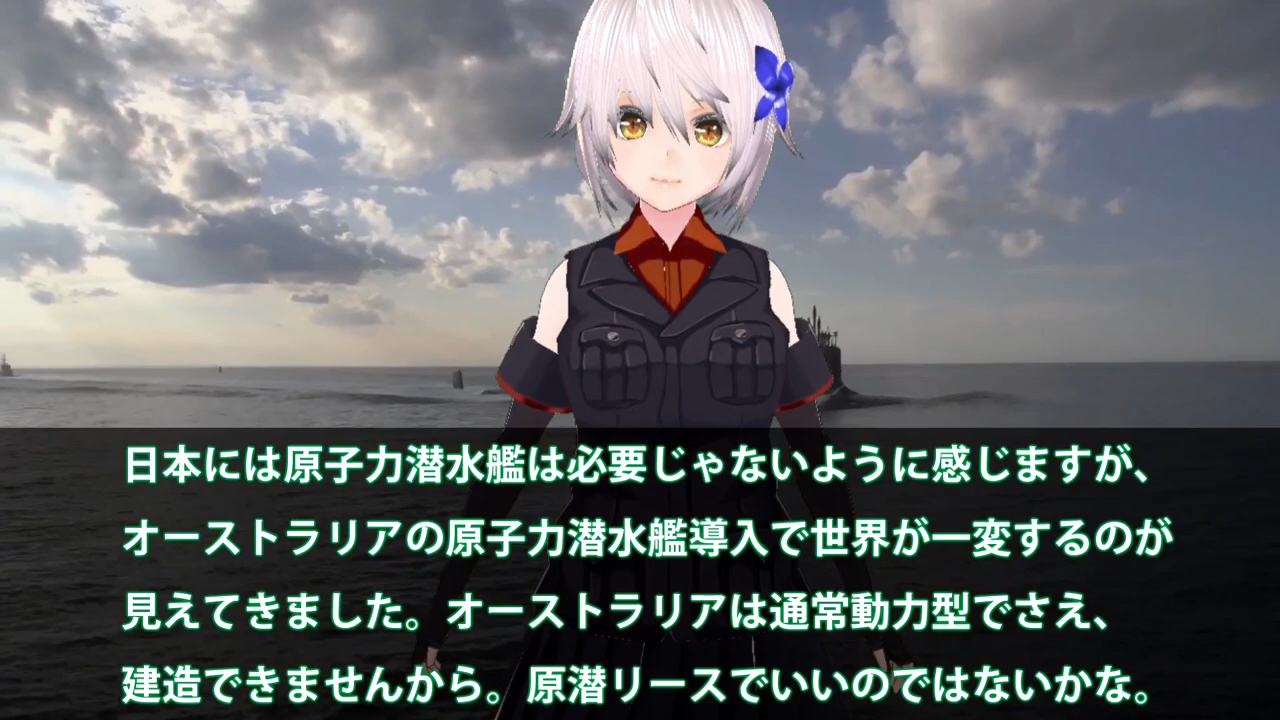 日本には原子力潜水艦は必要じゃないように感じますが、
オーストラリアの原子力潜水艦導入で世界が一変するのが
見えてきました。オーストラリアは通常動力型でさえ、
建造できませんから。原潜リースでいいのではないかな。